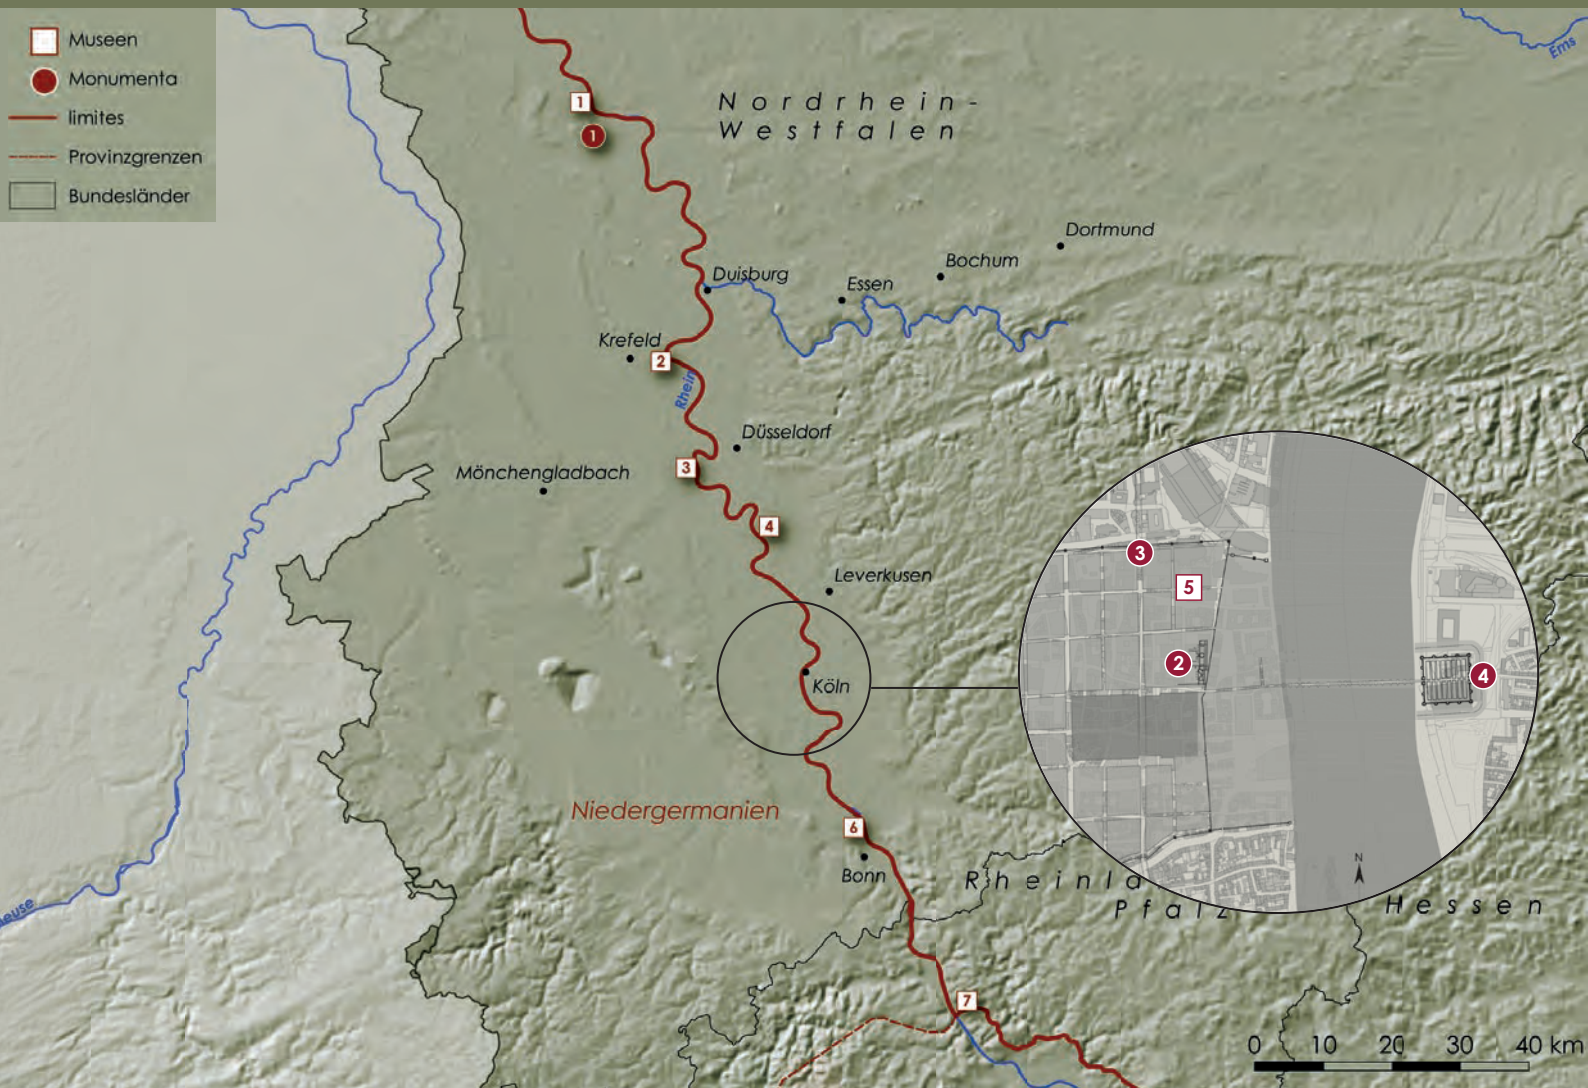 Museen
Monumenta
limites
Provinzgrenzen
Bundesländer
Ems
Nordrhein-
Westfalen
1
1
Dortmund
Bochum
Duisburg
Essen
Krefeld
2
Rhein
Düsseldorf
3
Mönchengladbach
4
Leverkusen
3
5
2
4
Köln
Niedergermanien
6
Bonn
N
Rheinla
Pfalz
Hessen
euse
7
0 10 20 30 40 km